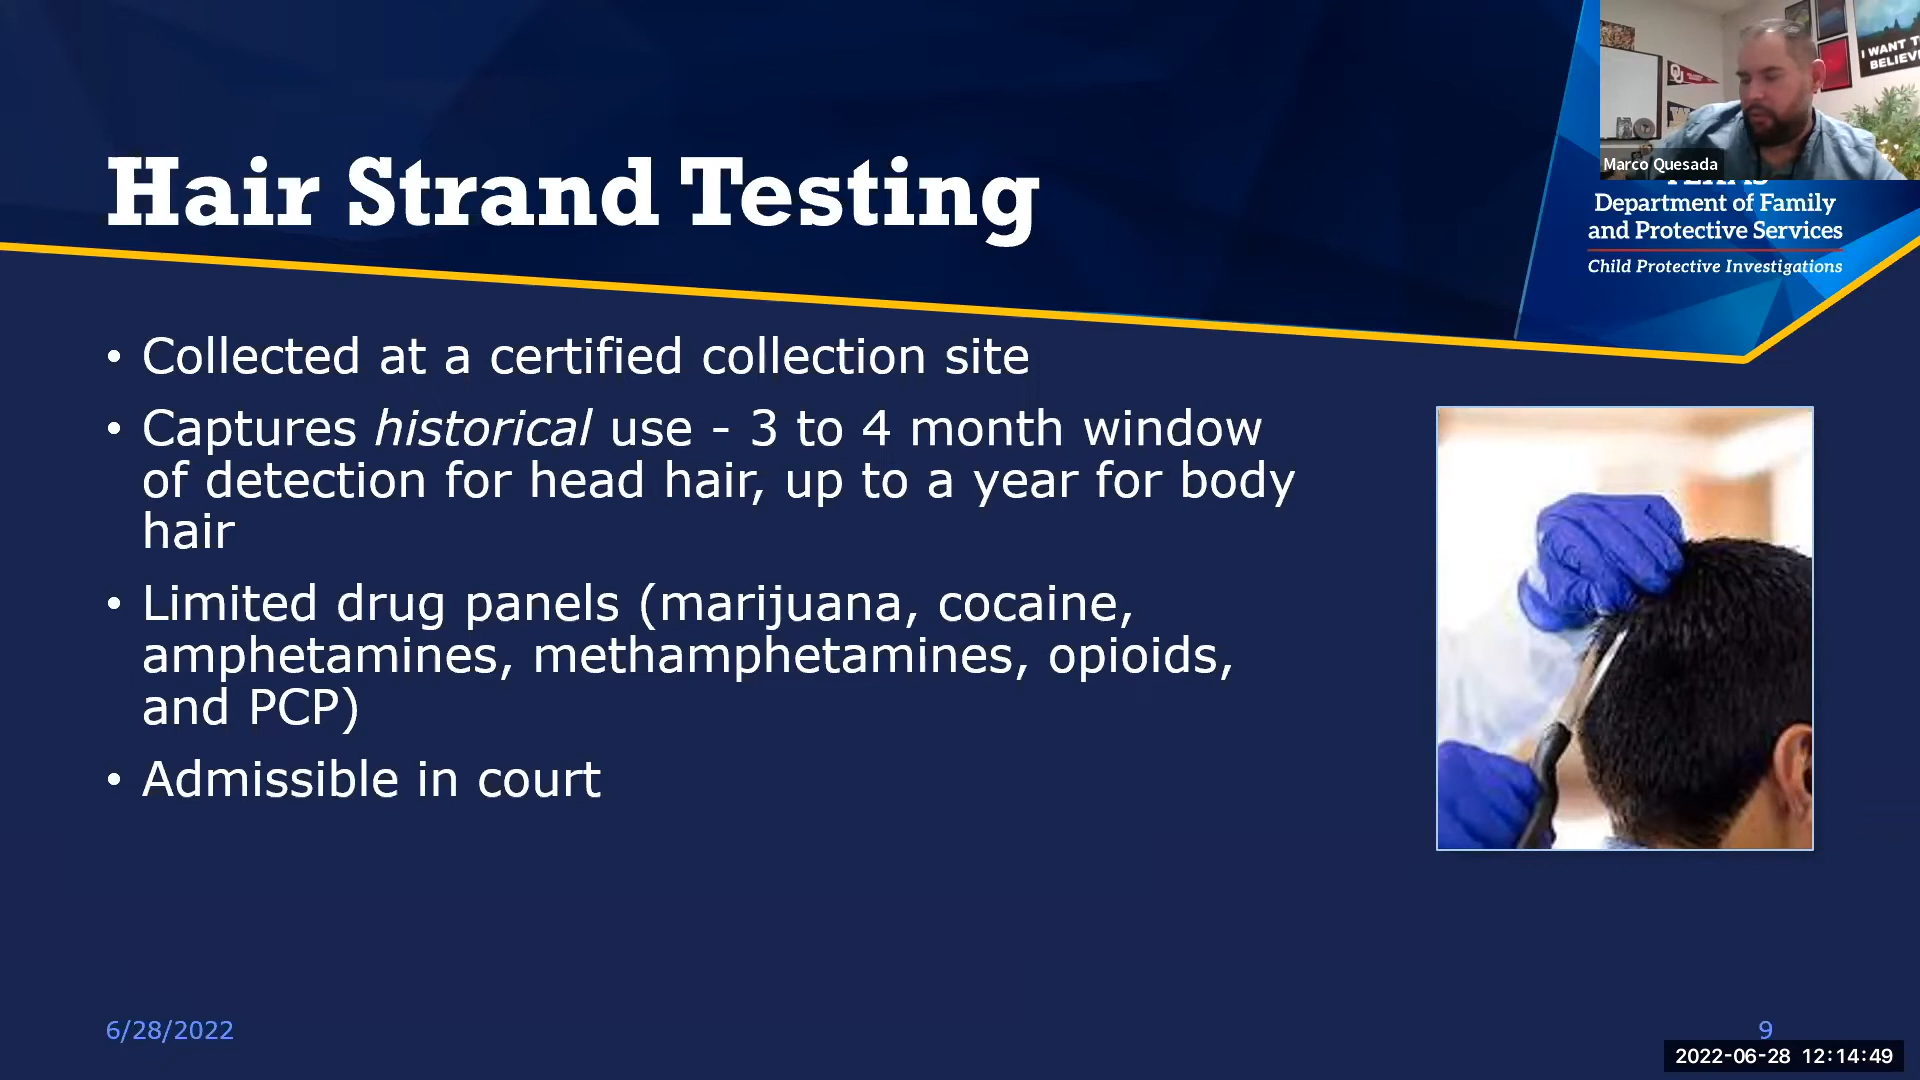 I WANT T
BELIEV
OU
Marco Quesada
Hair Strand Testing
Department of Family
and Protective Services
Child Protective Investigations
• Collected at a certified collection site
• Captures historical use - 3 to 4 month window
of detection for head hair, up to a year for body
hair
• Limited drug panels (marijuana, cocaine,
amphetamines, methamphetamines, opioids,
and PCP)
• Admissible in court
6/28/2022
9
2022-06-28 12:14:49